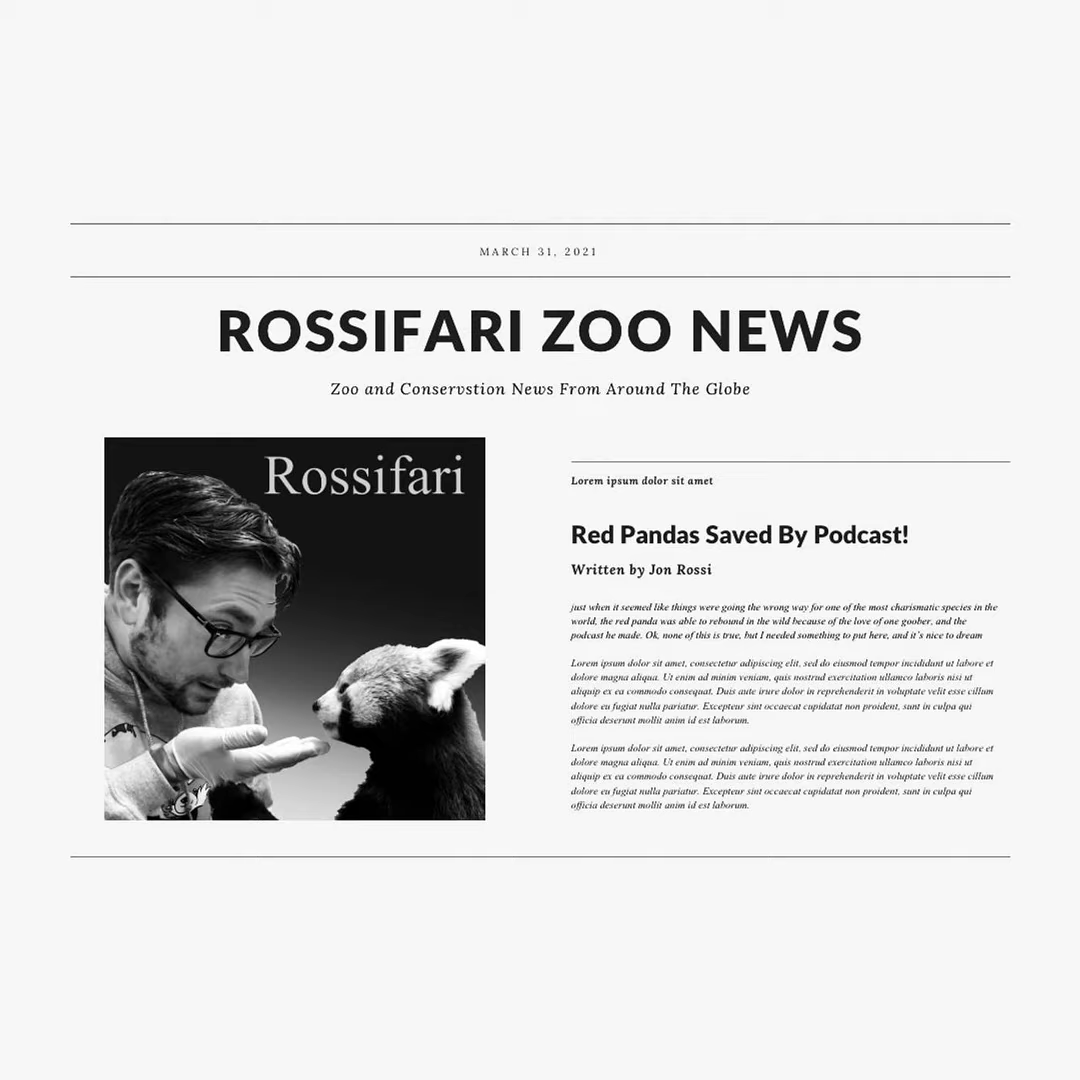 MARCH 31, 2021
ROSSIFARI ZOO NEWS
Zoo and Conservstion News From Around The Globe
Rossifari
Lorem ipsum dolor sit amet
Red Pandas Saved By Podcast!
Written by Jon Rossi
just when it seemed like things were going the wrong way for one of the most charismatic species in the
world, the red panda was able to rebound in the wild because of the love of one goober, and the
podcast he made. Ok, none of this is true, but I needed something to put here, and it's nice to dream
Lorem ipsum dolor sit amet, consectetur adipiscing elit, sed do eiusmod tempor incididunt ut labore et
dolore magna aliqua. Ut enim ad minim veniam, quis nostrud exercitation ullamco laboris nisi ut
aliquip ex ea commodo consequat. Duis aute irure dolor in reprehenderit in voluptate velit esse cillum
dolore eu fugiat nulla pariatur. Excepteur sint occaecat cupidatat non proident, sunt in culpa qui
officia deserunt mollit anim id est laborum.
Lorem ipsum dolor sit amet, consectetur adipiscing elit, sed do eiusmod tempor incididunt ut labore et
dolore magna aliqua. Ut enim ad minim veniam, quis nostrud exercitation ullamco laboris nisi ut
aliquip ex ea commodo consequat. Duis aute irure dolor in reprehenderit in voluptate velit esse cillum
dolore eu fugiat nulla pariatur. Excepteur sint occaecat cupidatat non proident, sunt in culpa qui
officia deserunt mollit anim id est laborum.